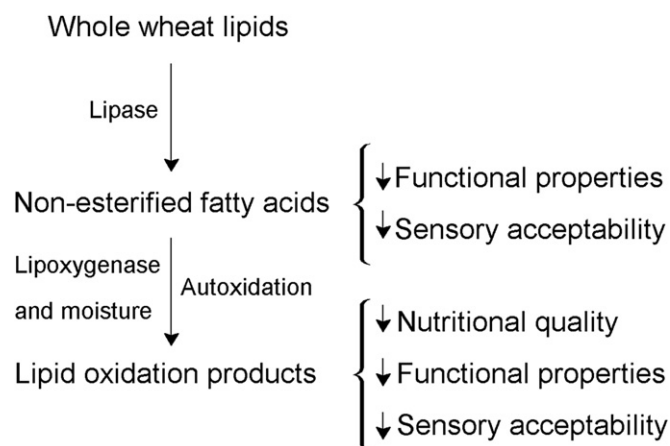 Whole wheat lipids
Lipase
Non-esterified fatty acids
↓Functional properties
↓Sensory acceptability
Lipoxygenase
and moisture
Autoxidation
Lipid oxidation products
↓Nutritional quality
↓Functional properties
↓Sensory acceptability